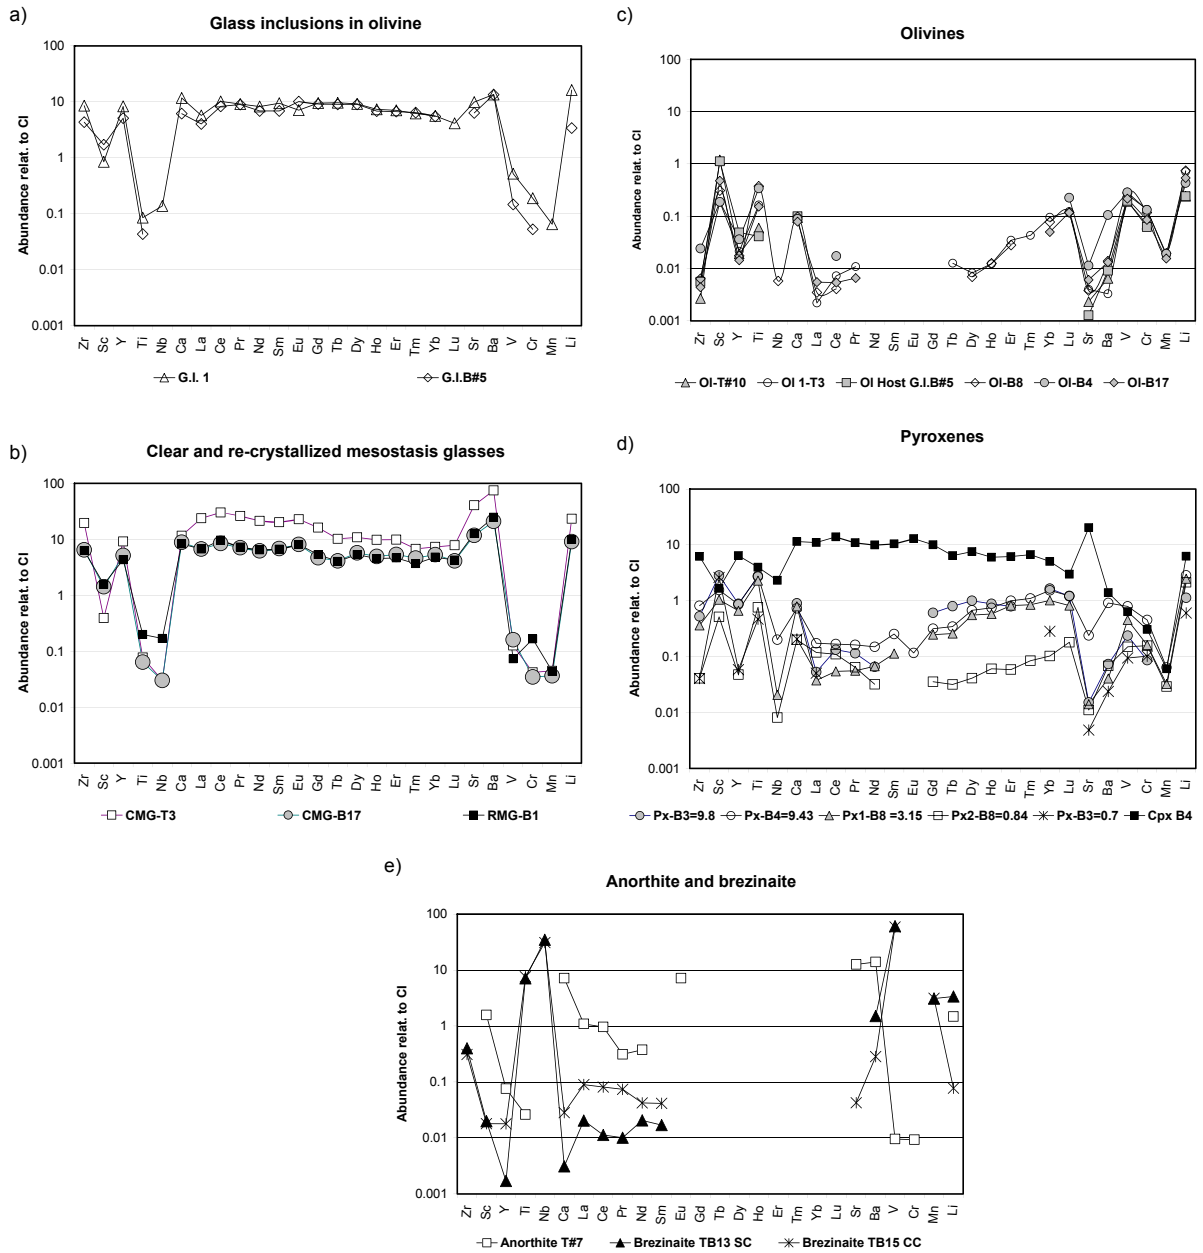 a)
Glass inclusions in olivine
Abundance relat. to CI
100
10
1
0.1
0.01
0.001
Zr Sc Y Ti Nb Ca La Ce Pr Nd Sm Eu Gd Tb Dy Ho Er Tm Yb Lu Sr Ba V Cr Mn Li
G.I. 1 G.I.B#5
b)
Clear and re-crystallized mesostasis glasses
Abundance relat. to CI
100
10
1
0.1
0.01
0.001
Zr Sc Y Ti Nb Ca La Ce Pr Nd Sm Eu Gd Tb Dy Ho Er Tm Yb Lu Sr Ba V Cr Mn Li
CMG-T3 CMG-B17 RMG-B1
c)
Olivines
Abundance relat. to CI
100
10
1
0.1
0.01
0.001
Zr Sc Y Ti Nb Ca La Ce Pr Nd Sm Eu Gd Tb Dy Ho Er Tm Yb Lu Sr Ba V Cr Mn Li
Ol-T#10 Ol 1-T3 Ol Host G.I.B#5 Ol-B8 Ol-B4 Ol-B17
d)
Pyroxenes
Abundance relat. to CI
100
10
1
0.1
0.01
0.001
Zr Sc Y Ti Nb Ca La Ce Pr Nd Sm Eu Gd Tb Dy Ho Er Tm Yb Lu Sr Ba V Cr Mn Li
Px-B3=9.8 Px-B4=9.43 Px1-B8 =3.15 Px2-B8=0.84 Px-B3=0.7 Cpx B4
e)
Anorthite and brezinaite
Abundance relat. to CI
100
10
1
0.1
0.01
0.001
Zr Sc Y Ti Nb Ca La Ce Pr Nd Sm Eu Gd Tb Dy Ho Er Tm Yb Lu Sr Ba V Cr Mn Li
Anorthite T#7 Brezinaite TB13 SC Brezinaite TB15 CC